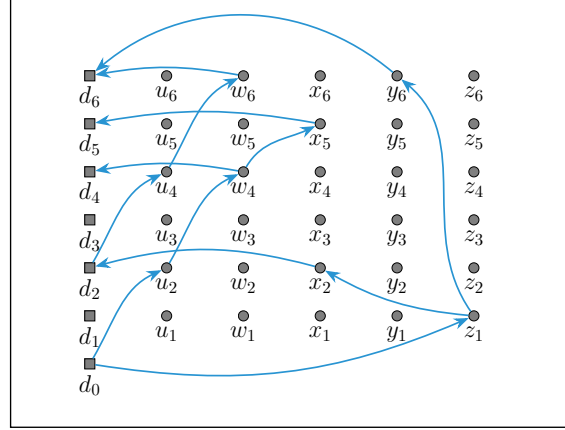 d₆ u₆ w₆ x₆ y₆ z₆
d₅ u₅ w₅ x₅ y₅ z₅
d₄ u₄ w₄ x₄ y₄ z₄
d₃ u₃ w₃ x₃ y₃ z₃
d₂ u₂ w₂ x₂ y₂ z₂
d₁ u₁ w₁ x₁ y₁ z₁
d₀